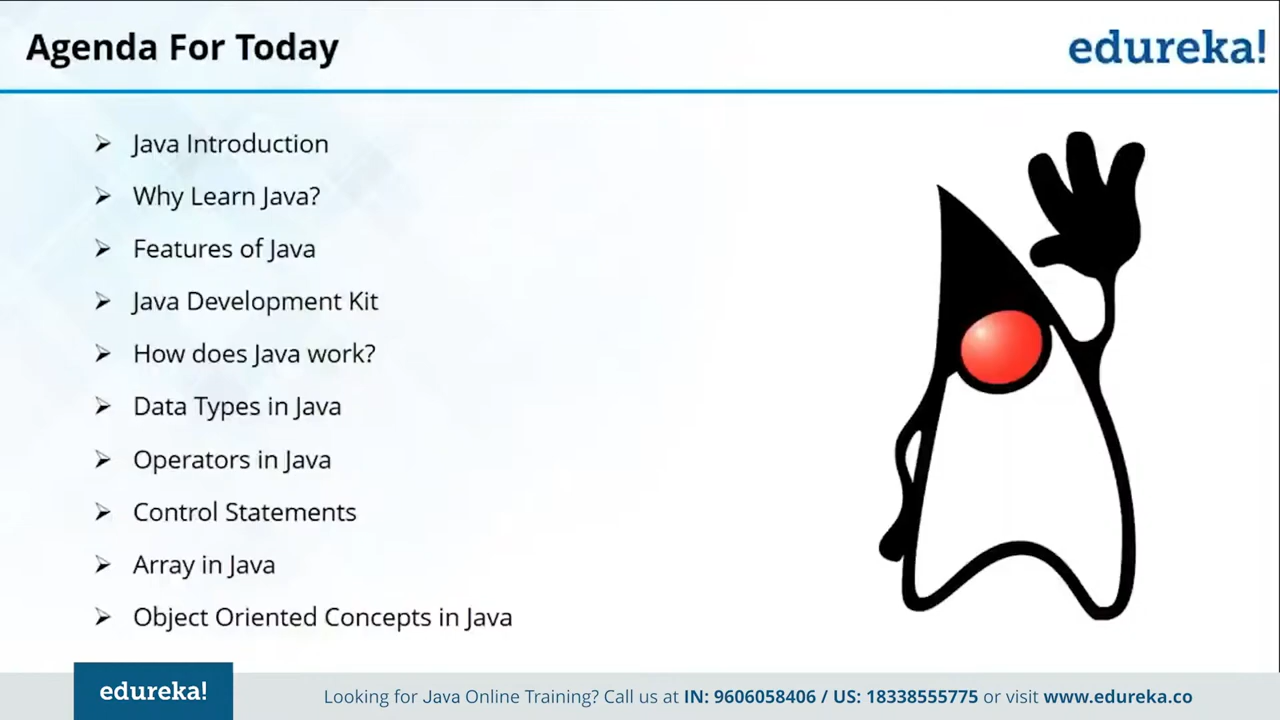 Agenda For Today
edureka!
Java Introduction
Why Learn Java?
Features of Java
Java Development Kit
How does Java work?
Data Types in Java
Operators in Java
Control Statements
Array in Java
Object Oriented Concepts in Java
edureka!
Looking for Java Online Training? Call us at IN: 9606058406 / US: 18338555775 or visit www.edureka.co